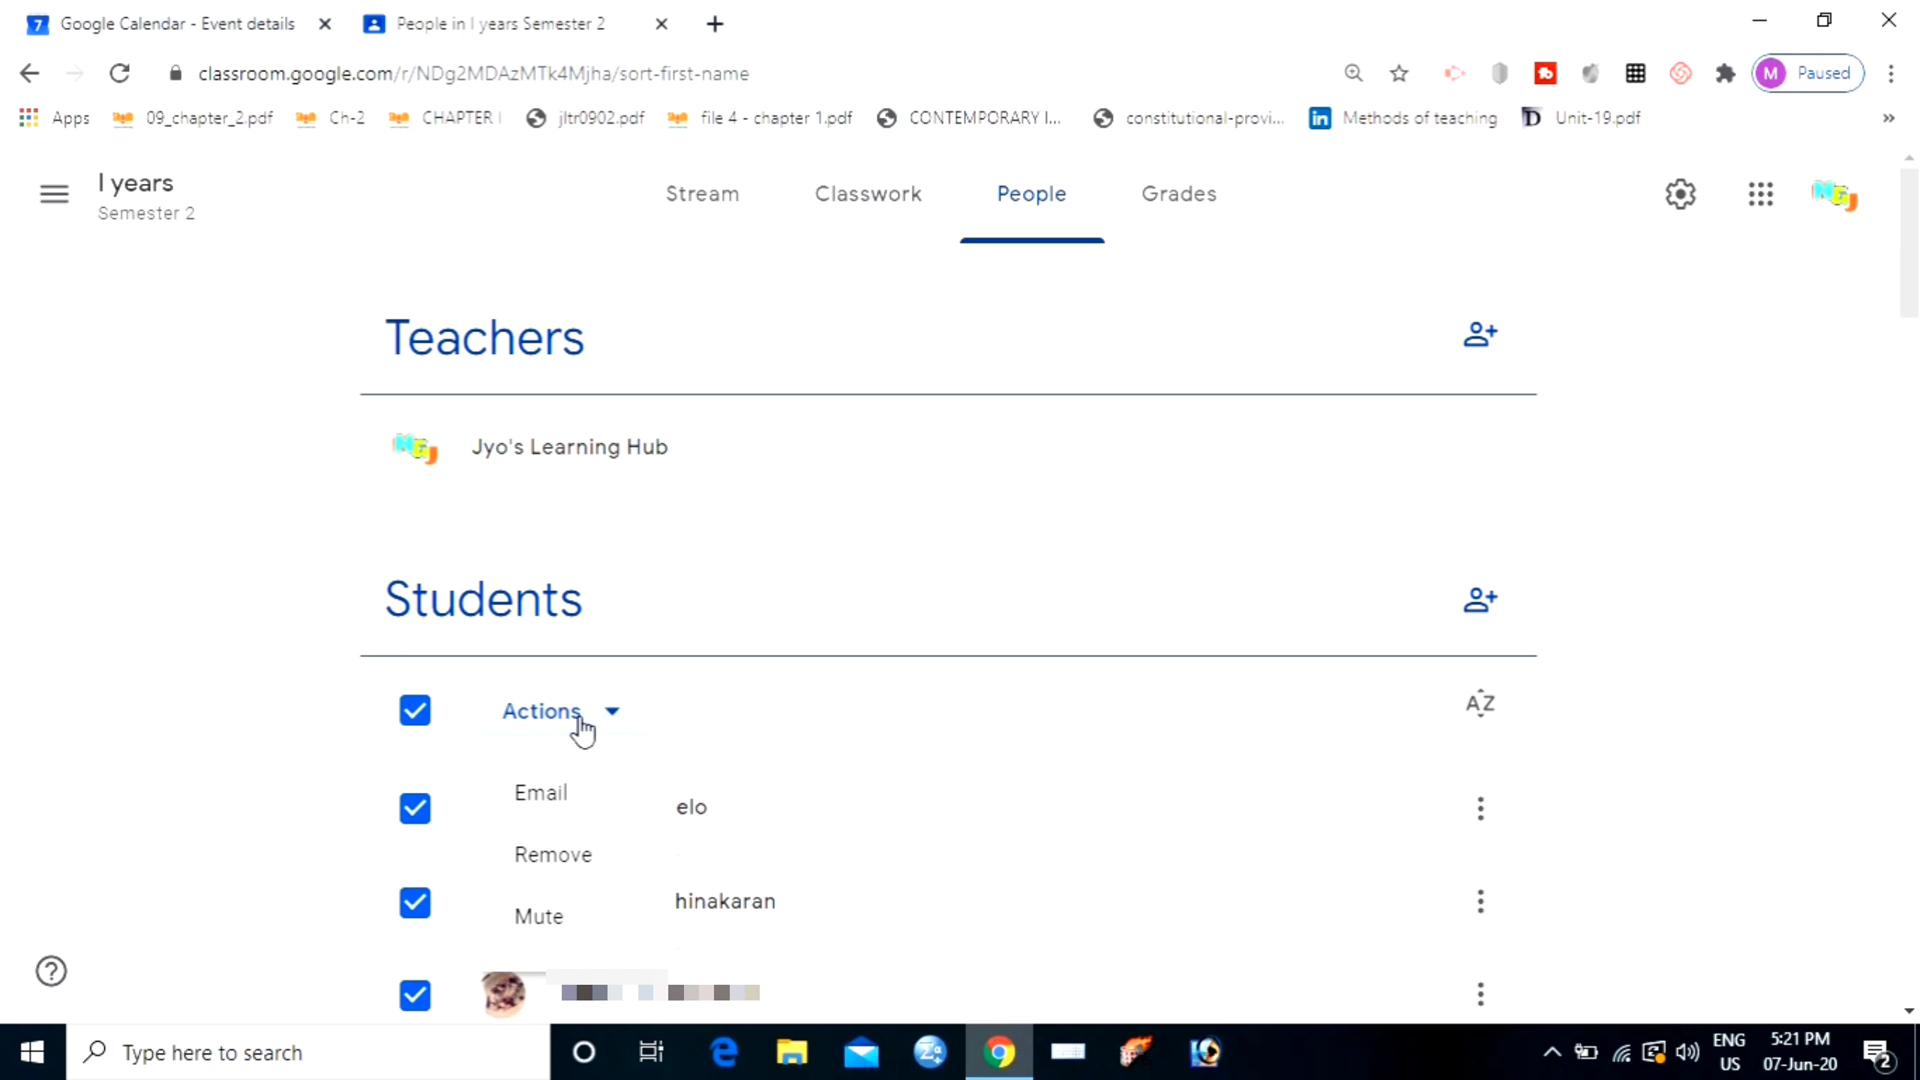 Google Calendar - Event details
People in I years Semester 2
classroom.google.com/r/NDg2MDAzMTk4Mjha/sort-first-name
M Paused
Apps 09_chapter_2.pdf Ch-2 CHAPTER I jltr0902.pdf file 4 - chapter 1.pdf CONTEMPORARY I... constitutional-provi... in Methods of teaching D Unit-19.pdf »
I years
Semester 2
Stream Classwork People Grades
Teachers
Jyo's Learning Hub
Students
Actions
AZ
Email
elo
Remove
hinakaran
Mute
Type here to search
ENG
US
5:21 PM
07-Jun-20
2